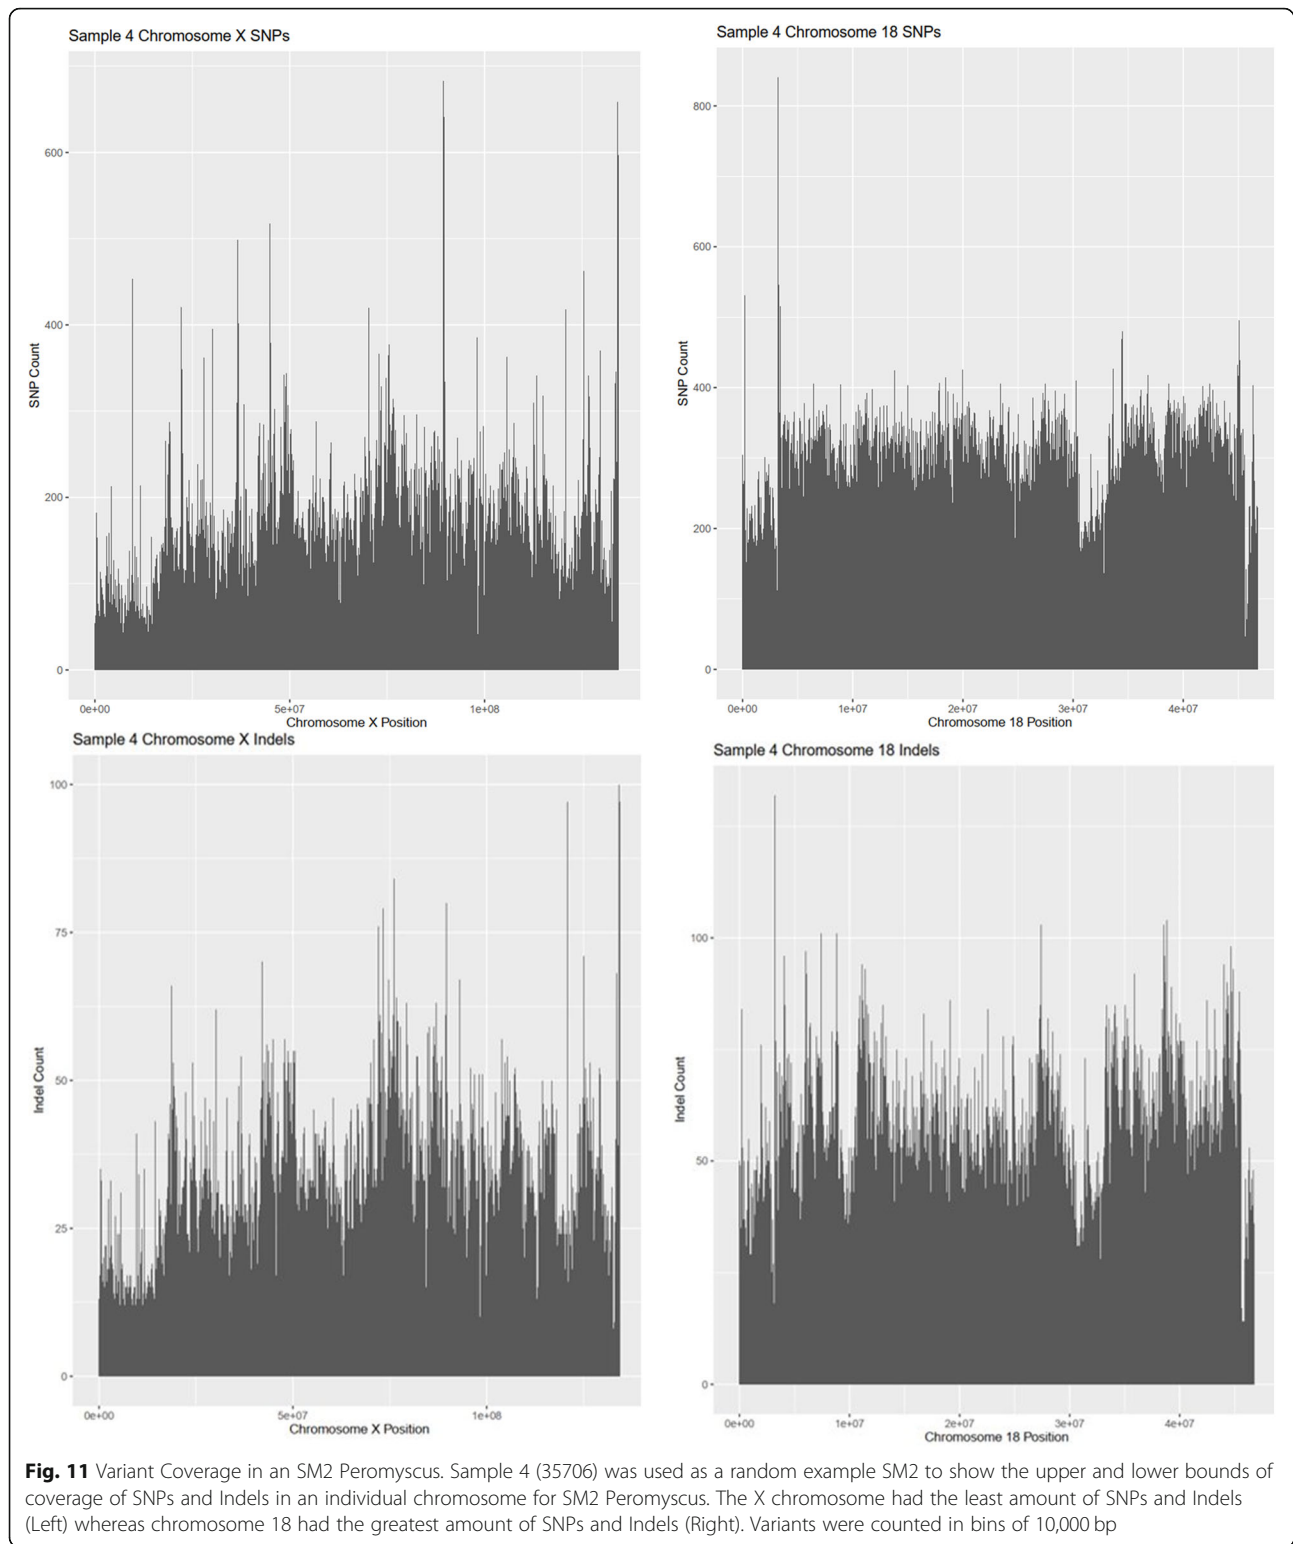 Sample 4 Chromosome X SNPs
600
400
200
0
SNP Count
0e+00 5e+07 1e+08
Chromosome X Position
Sample 4 Chromosome 18 SNPs
800
600
400
200
0
SNP Count
0e+00 1e+07 2e+07 3e+07 4e+07
Chromosome 18 Position
Sample 4 Chromosome X Indels
100
75
50
25
0
Indel Count
0e+00 5e+07 1e+08
Chromosome X Position
Sample 4 Chromosome 18 Indels
100
50
0
Indel Count
0e+00 1e+07 2e+07 3e+07 4e+07
Chromosome 18 Position
Fig. 11 Variant Coverage in an SM2 Peromyscus. Sample 4 (35706) was used as a random example SM2 to show the upper and lower bounds of
coverage of SNPs and Indels in an individual chromosome for SM2 Peromyscus. The X chromosome had the least amount of SNPs and Indels
(Left) whereas chromosome 18 had the greatest amount of SNPs and Indels (Right). Variants were counted in bins of 10,000 bp